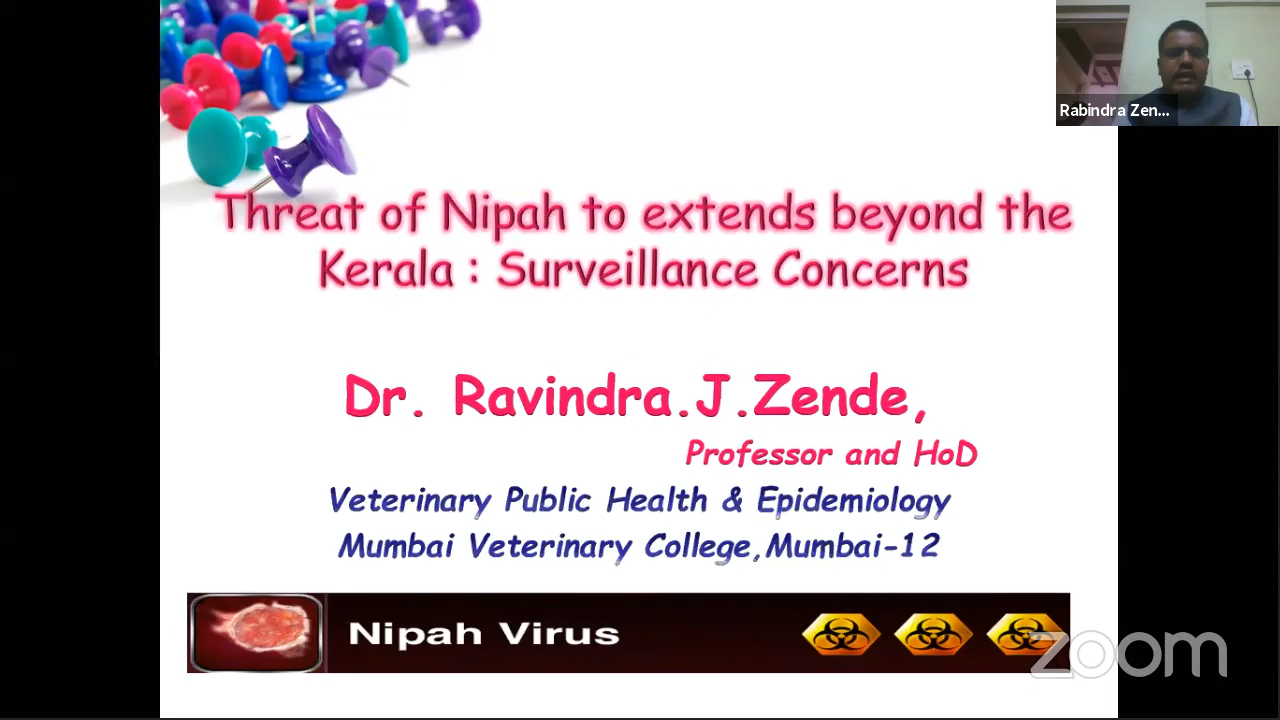 Rabindra Zen...
Threat of Nipah to extends beyond the
Kerala : Surveillance Concerns
Dr. Ravindra.J.Zende,
Professor and HoD
Veterinary Public Health & Epidemiology
Mumbai Veterinary College,Mumbai-12
Nipah Virus
zoom